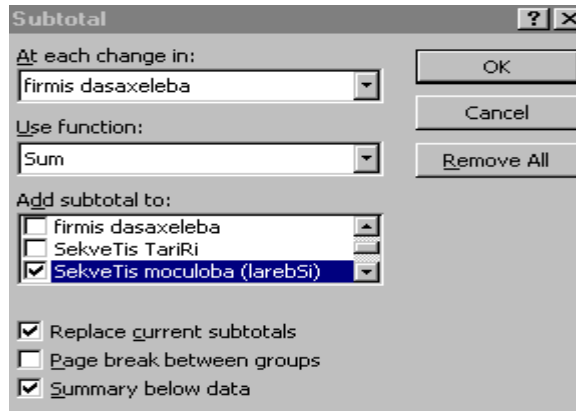 Subtotal
At each change in:
OK
firmis dasaxeleba
Cancel
Use function:
Sum
Remove All
Add subtotal to:
firmis dasaxeleba
SekveTis TariRi
SekveTis moculoba (larebSi)
Replace current subtotals
Page break between groups
Summary below data